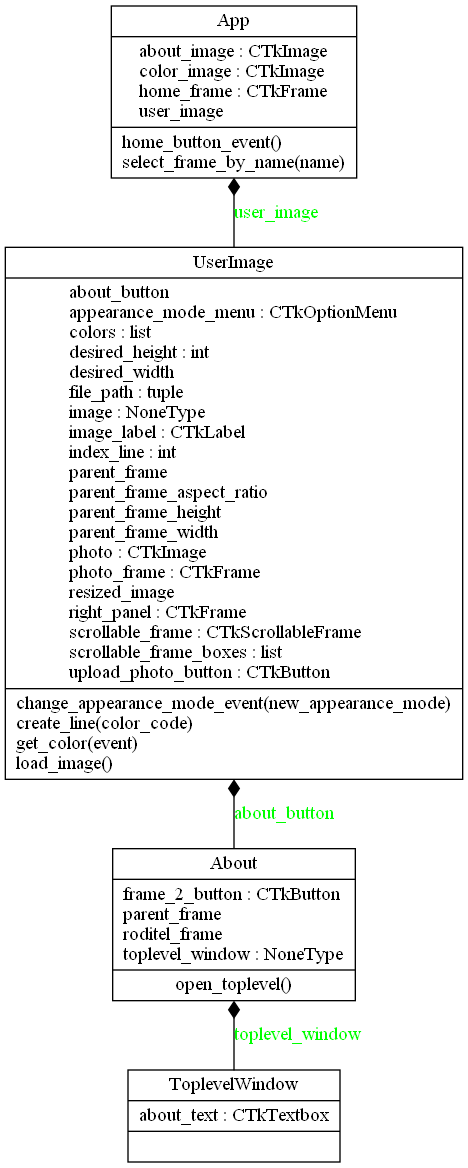 App
about_image : CTkImage
color_image : CTkImage
home_frame : CTkFrame
user_image
home_button_event()
select_frame_by_name(name)
user_image
UserImage
about_button
appearance_mode_menu : CTkOptionMenu
colors : list
desired_height : int
desired_width
file_path : tuple
image : NoneType
image_label : CTkLabel
index_line : int
parent_frame
parent_frame_aspect_ratio
parent_frame_height
parent_frame_width
photo : CTkImage
photo_frame : CTkFrame
resized_image
right_panel : CTkFrame
scrollable_frame : CTkScrollableFrame
scrollable_frame_boxes : list
upload_photo_button : CTkButton
change_appearance_mode_event(new_appearance_mode)
create_line(color_code)
get_color(event)
load_image()
about_button
About
frame_2_button : CTkButton
parent_frame
roditel_frame
toplevel_window : NoneType
open_toplevel()
toplevel_window
ToplevelWindow
about_text : CTkTextbox